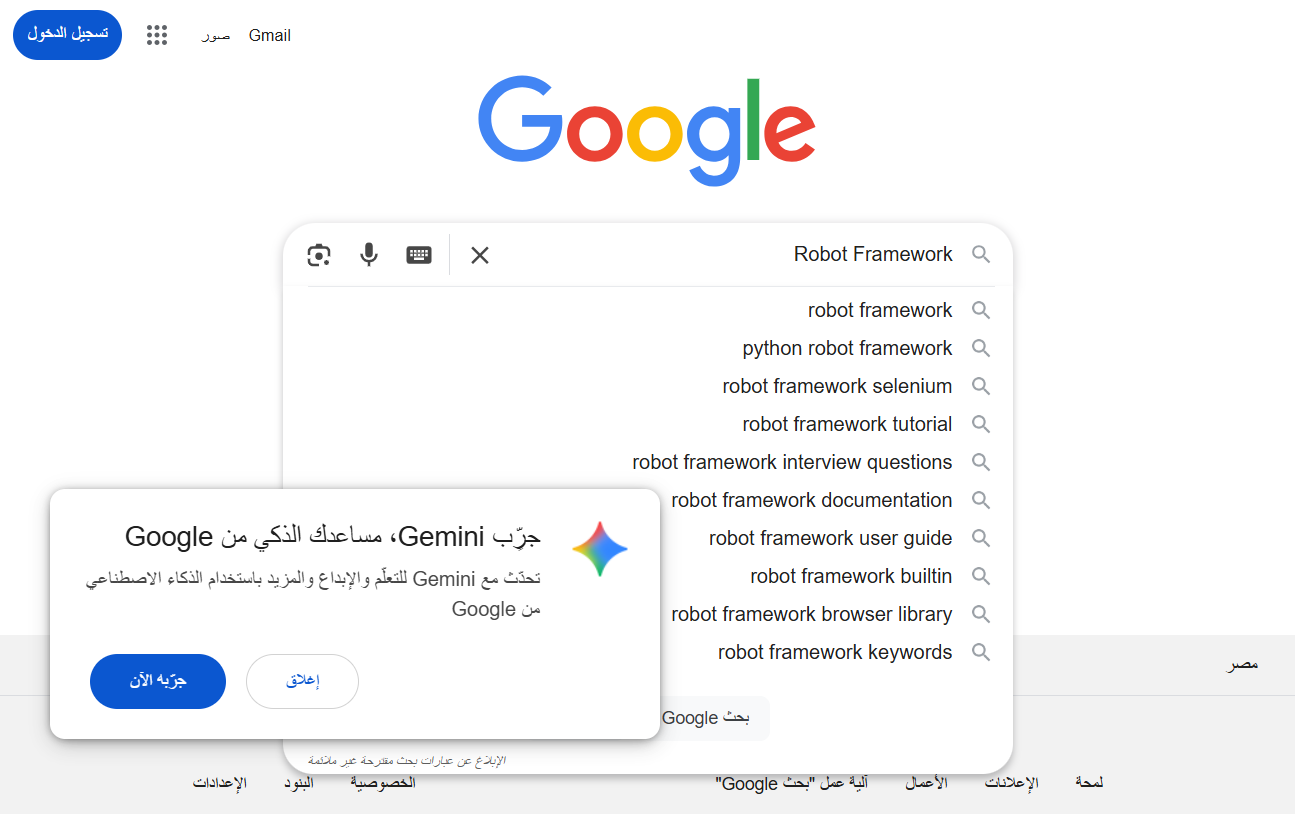 Gmail
صور
تسجيل الدخول
Google
Robot Framework
robot framework
python robot framework
robot framework selenium
robot framework tutorial
robot framework interview questions
robot framework documentation
robot framework user guide
robot framework builtin
robot framework browser library
robot framework keywords
بحث Google
الإبلاغ عن عبارات بحث مقترحة غير ملائمة
جرِّب Gemini، مساعدك الذكي من Google
تحدّث مع Gemini للتعلّم والإبداع والمزيد باستخدام الذكاء الاصطناعي
من Google
إغلاق
جرّبه الآن
مصر
لمحة
الإعلانات
الأعمال
آلية عمل "بحث Google"
الخصوصية
البنود
الإعدادات